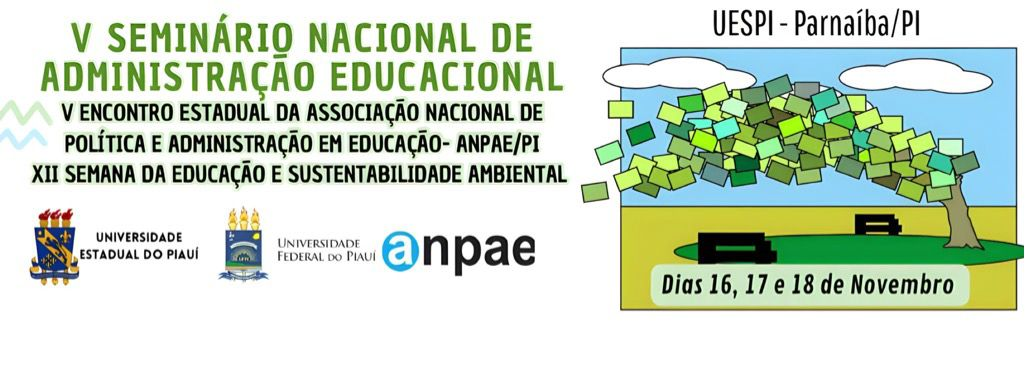 V SEMINÁRIO NACIONAL DE
ADMINISTRAÇÃO EDUCACIONAL
V ENCONTRO ESTADUAL DA ASSOCIAÇÃO NACIONAL DE
POLÍTICA E ADMINISTRAÇÃO EM EDUCAÇÃO- ANPAE/PI
XII SEMANA DA EDUCAÇÃO E SUSTENTABILIDADE AMBIENTAL
UNIVERSIDADE
ESTADUAL DO PIAUÍ
UFPI
UNIVERSIDADE
FEDERAL DO PIAUÍ
anpae
UESPI - Parnaíba/PI
Dias 16, 17 e 18 de Novembro